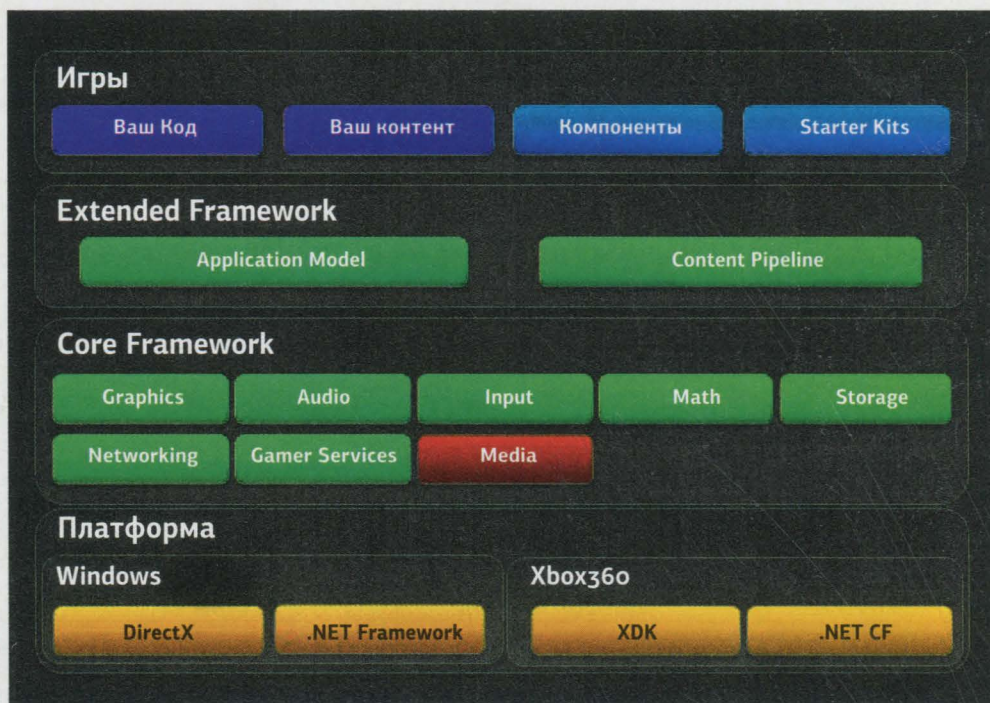 Игры
Ваш Код Ваш контент Компоненты Starter Kits
Extended Framework
Application Model Content Pipeline
Core Framework
Graphics Audio Input Math Storage
Networking Gamer Services Media
Платформа
Windows Xbox360
DirectX .NET Framework XDK .NET CF